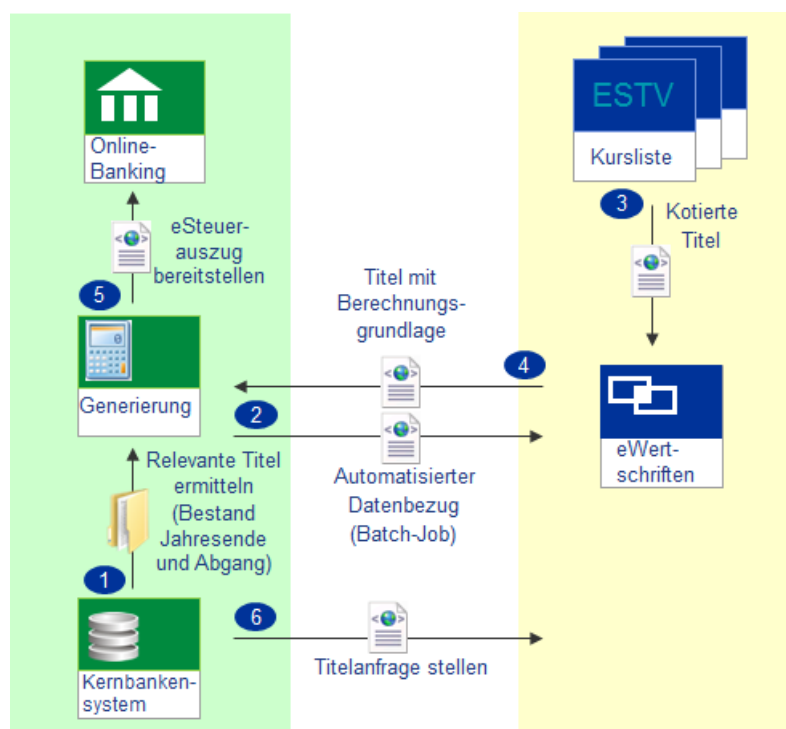 Online-
Banking
eSteuer-
auszug
bereitstellen
5
Generierung
Relevante Titel
ermitteln
(Bestand
Jahresende
und Abgang)
1
Kernbanken-
system
Titel mit
Berechnungs-
grundlage
4
2
Automatisierter
Datenbezug
(Batch-Job)
6
Titelanfrage stellen
ESTV
Kursliste
3
Kotierte
Titel
eWert-
schriften